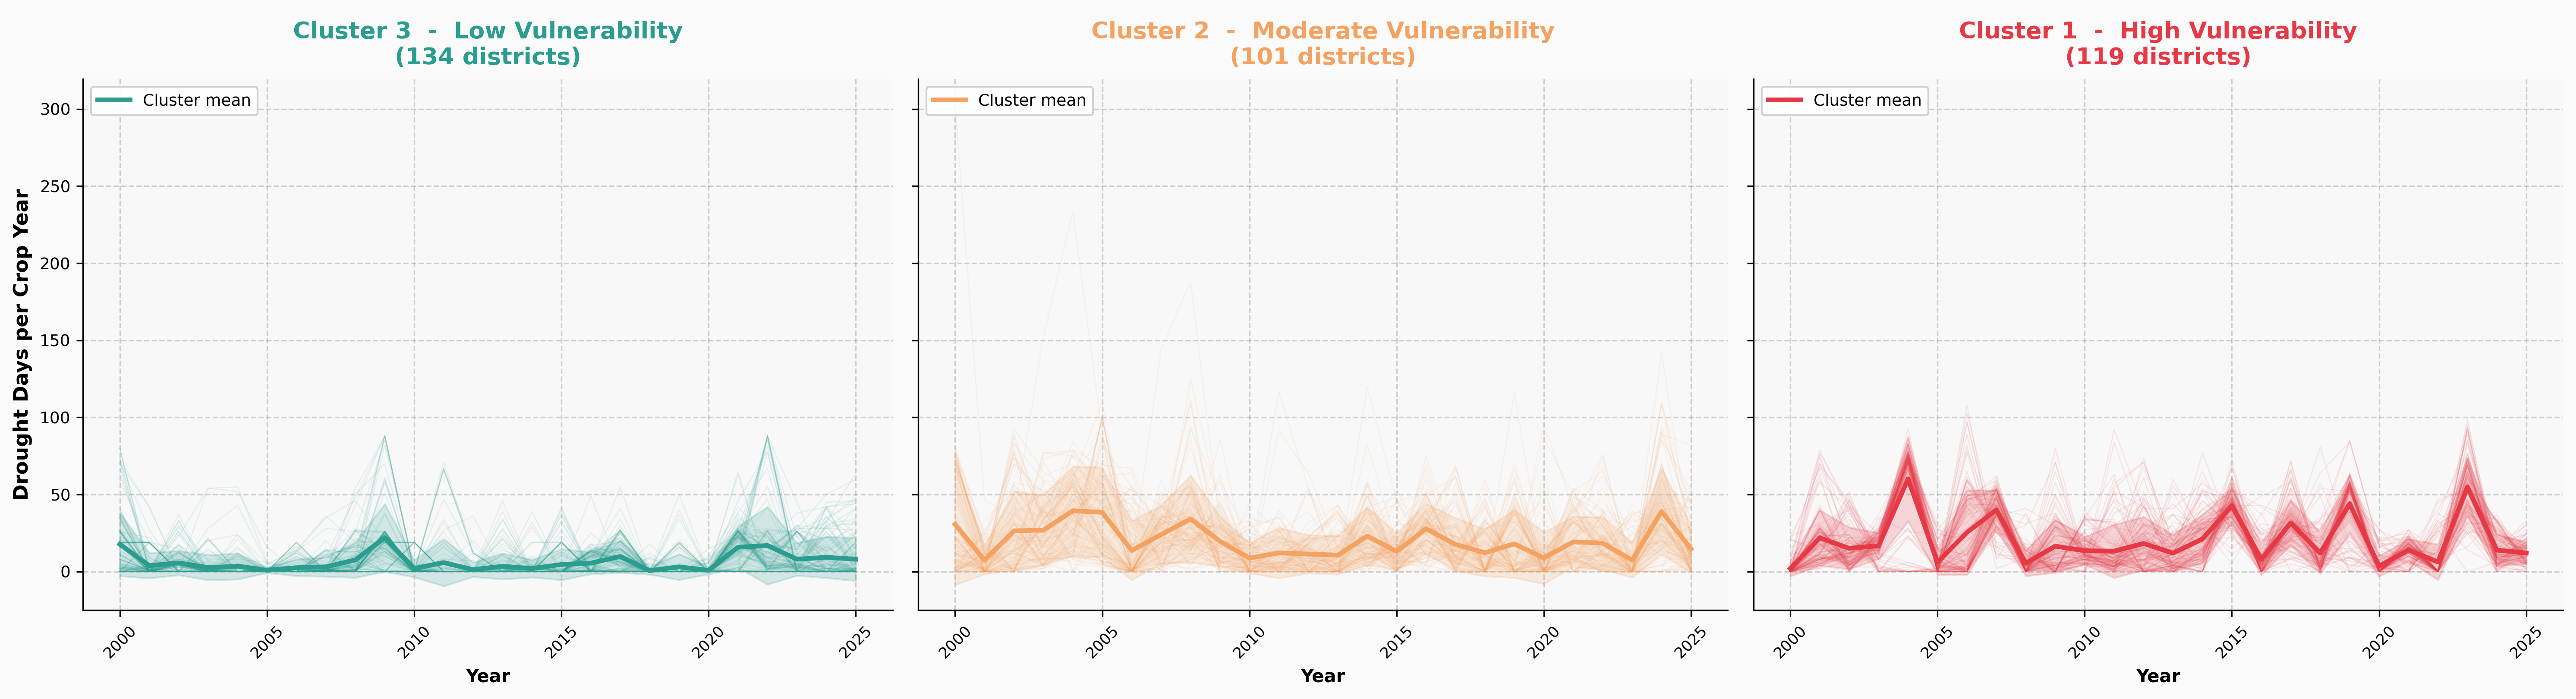 Cluster 3  -  Low Vulnerability
(134 districts)
Cluster 2  -  Moderate Vulnerability
(101 districts)
Cluster 1  -  High Vulnerability
(119 districts)
Cluster mean
Cluster mean
Cluster mean
Drought Days per Crop Year
300
250
200
150
100
50
0
2000
2005
2010
2015
2020
2025
2000
2005
2010
2015
2020
2025
2000
2005
2010
2015
2020
2025
Year
Year
Year